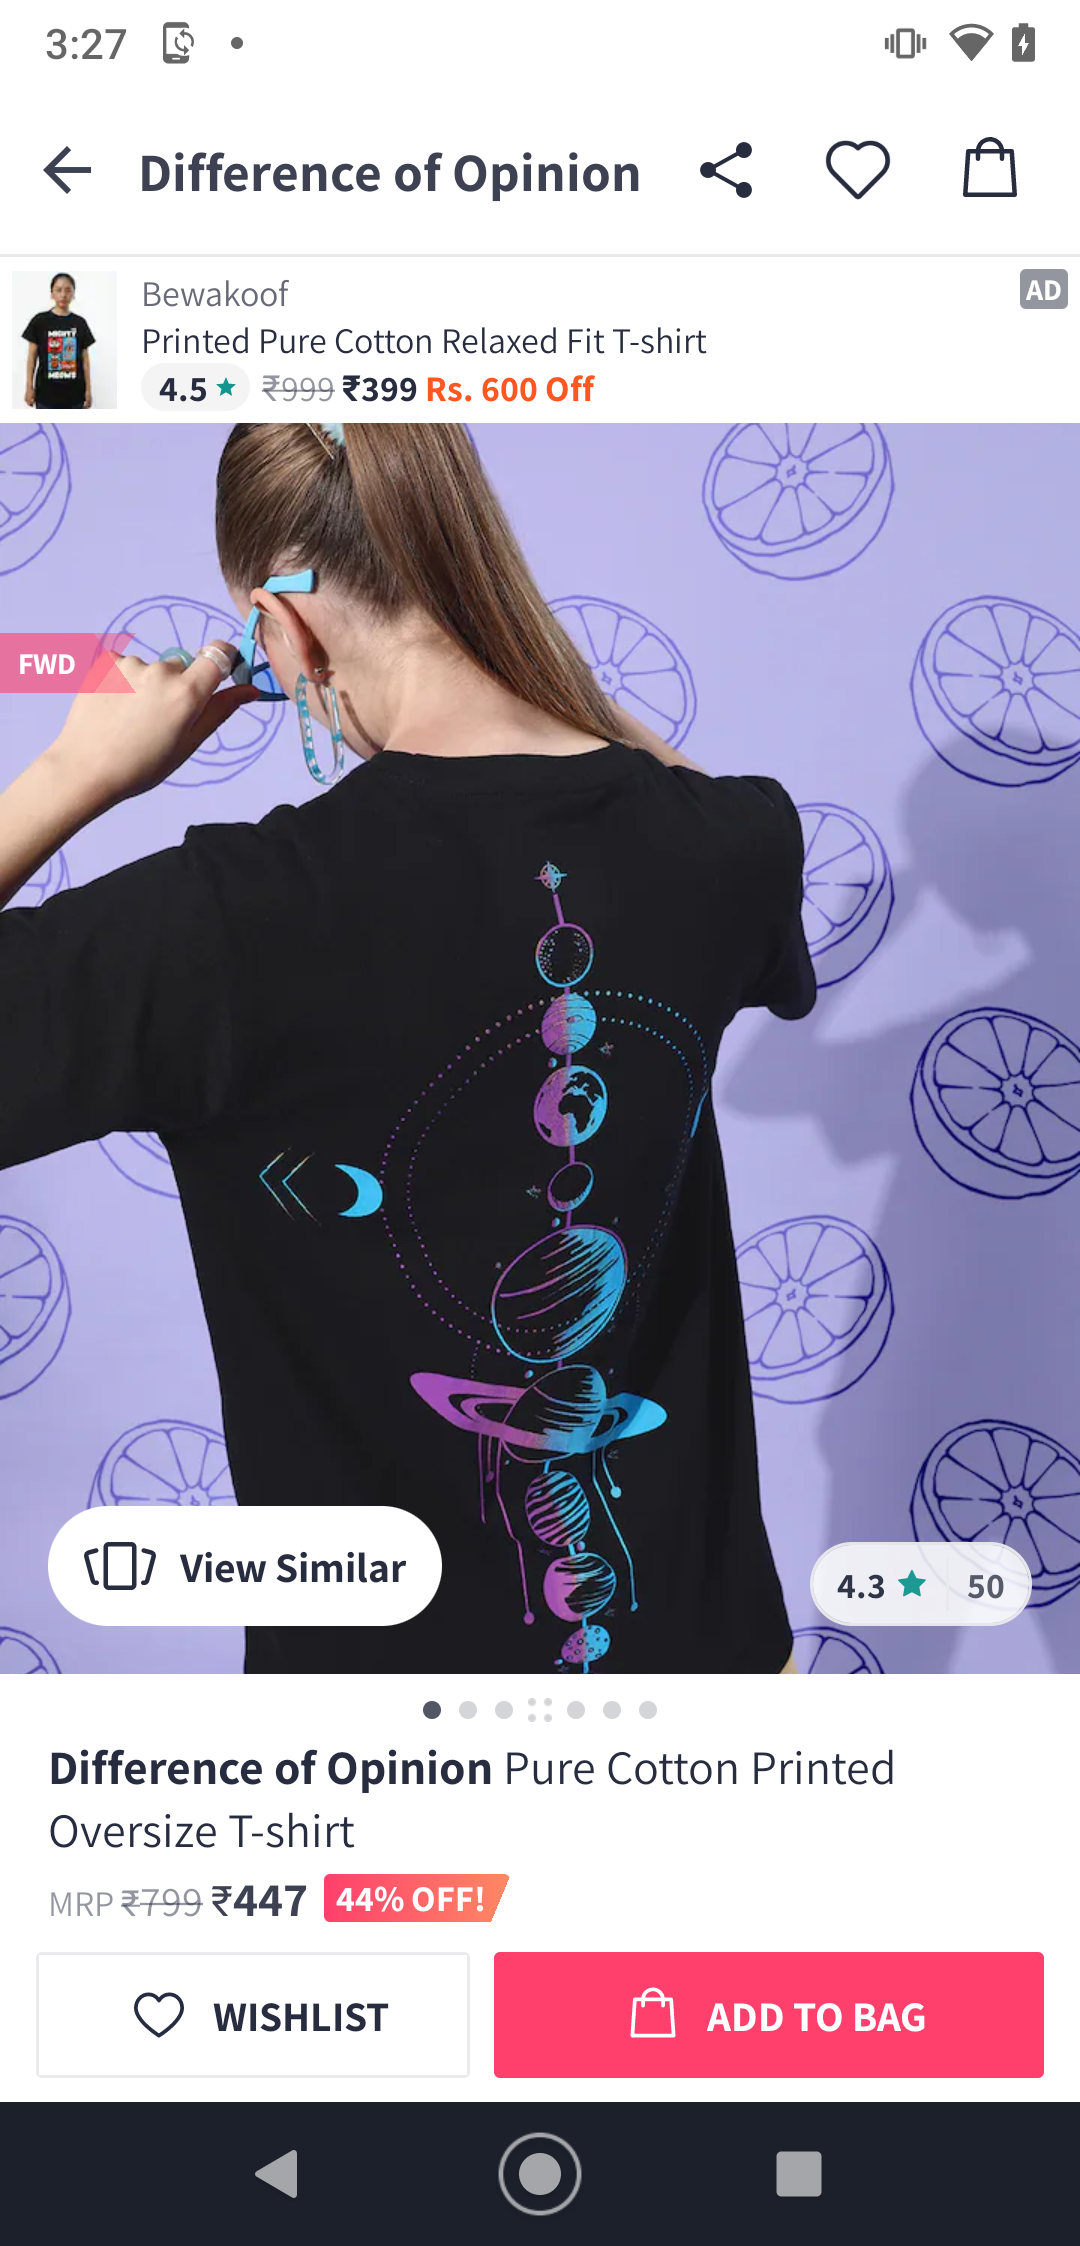 3:27
Difference of Opinion
Bewakoof
AD
Printed Pure Cotton Relaxed Fit T-shirt
4.5 ₹999 ₹399 Rs. 600 Off
MIGHTY
MEOWS
FWD
View Similar
4.3 50
Difference of Opinion Pure Cotton Printed
Oversize T-shirt
MRP ₹799 ₹447 44% OFF!
WISHLIST
ADD TO BAG